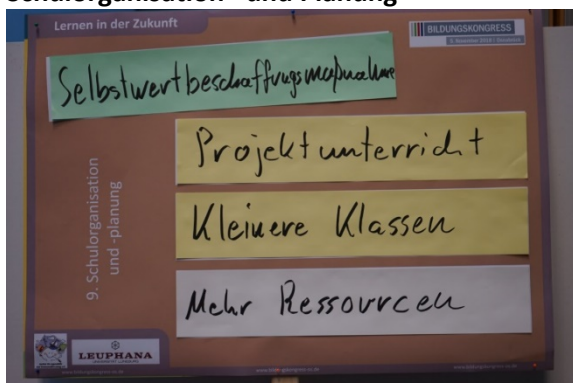 Schulorganisation - und Planung
Lernen in der Zukunft
BILDUNGSKONGRESS
Selbstwertbeschaffungsmaßnahme
Projektunterricht
Kleinere Klassen
Mehr Ressourcen
9. Schulorganisation
und -planung
LEUPHANA